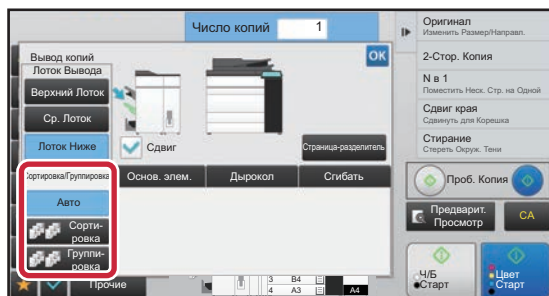 Число копий 1
Вывод копий
OK
Лоток Вывода
Верхний Лоток
Ср. Лоток
Лоток Ниже
Сдвиг
Страница-разделитель
Сортировка/Группировка
Основ. элем.
Дырокол
Сгибать
Авто
Сорти-
ровка
Группи-
ровка
Прочие
3 B4
4 A3
A4
Оригинал
Изменить Размер/Направл.
2-Стор. Копия
N в 1
Поместить Неск. Стр. на Одной
Сдвиг края
Сдвинуть для Корешка
Стирание
Стереть Окруж. Тени
Проб. Копия
Предварит.
Просмотр
CA
Ч/Б
Старт
Цвет
Старт